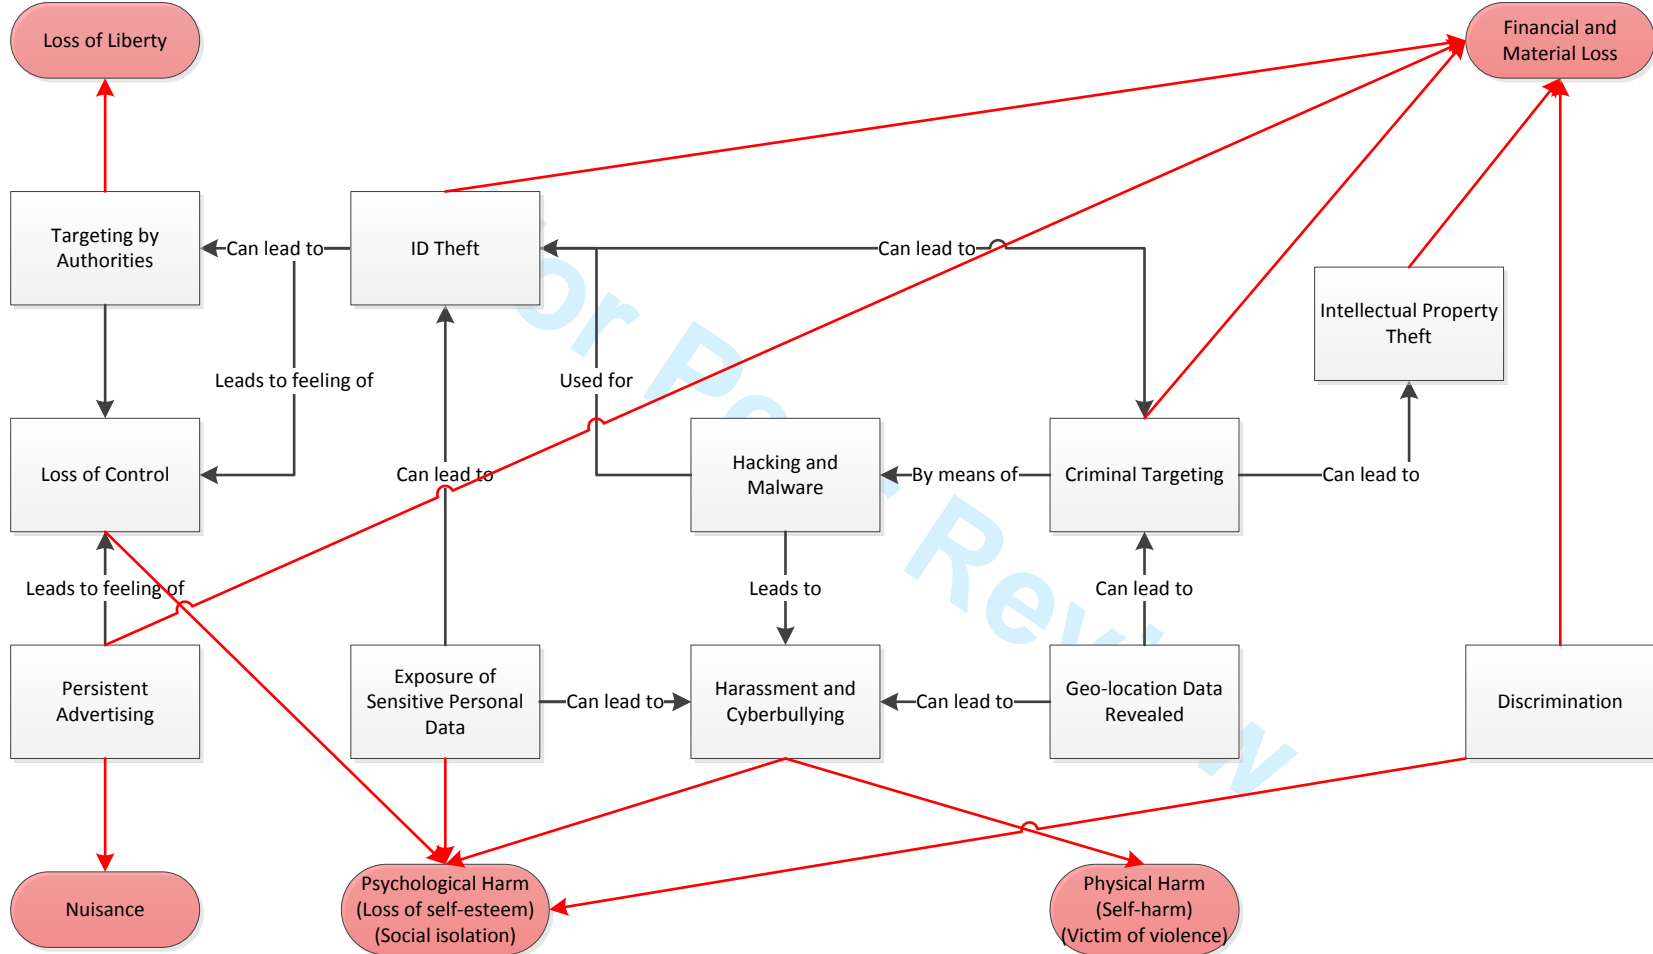 Loss of Liberty
Financial and
Material Loss
Targeting by
Authorities
Can lead to
ID Theft
Can lead to
Intellectual Property
Theft
Leads to feeling of
Used for
Loss of Control
Can lead to
Hacking and
Malware
By means of
Criminal Targeting
Can lead to
Leads to feeling of
Leads to
Can lead to
Persistent
Advertising
Exposure of
Sensitive Personal
Data
Can lead to
Harassment and
Cyberbullying
Can lead to
Geo-location Data
Revealed
Discrimination
Nuisance
Psychological Harm
(Loss of self-esteem)
(Social isolation)
Physical Harm
(Self-harm)
(Victim of violence)
For Peer Review